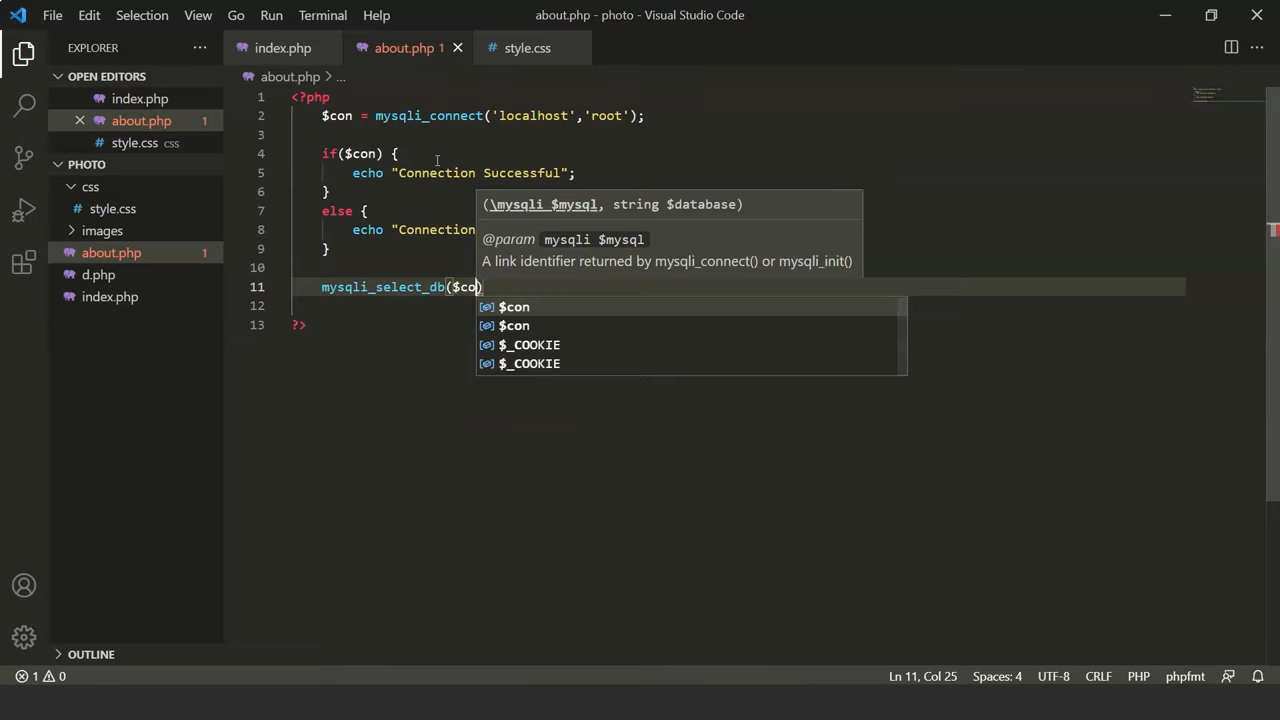 File Edit Selection View Go Run Terminal Help about.php - photo - Visual Studio Code
EXPLORER
index.php about.php 1 style.css
OPEN EDITORS
index.php
about.php 1
style.css css
PHOTO
css
style.css
images
about.php 1
d.php
index.php
OUTLINE
about.php > ...
1 <?php
2 $con = mysqli_connect('localhost','root');
3
4 if($con) {
5 echo "Connection Successful";
6 }
7 else {
8 echo "Connection
9 }
10
11 mysqli_select_db($co)
12
13 ?>
(\mysqli $mysql, string $database)
@param mysqli $mysql
A link identifier returned by mysqli_connect() or mysqli_init()
$con
$con
$_COOKIE
$_COOKIE
1 0 Ln 11, Col 25 Spaces: 4 UTF-8 CRLF PHP phpfmt